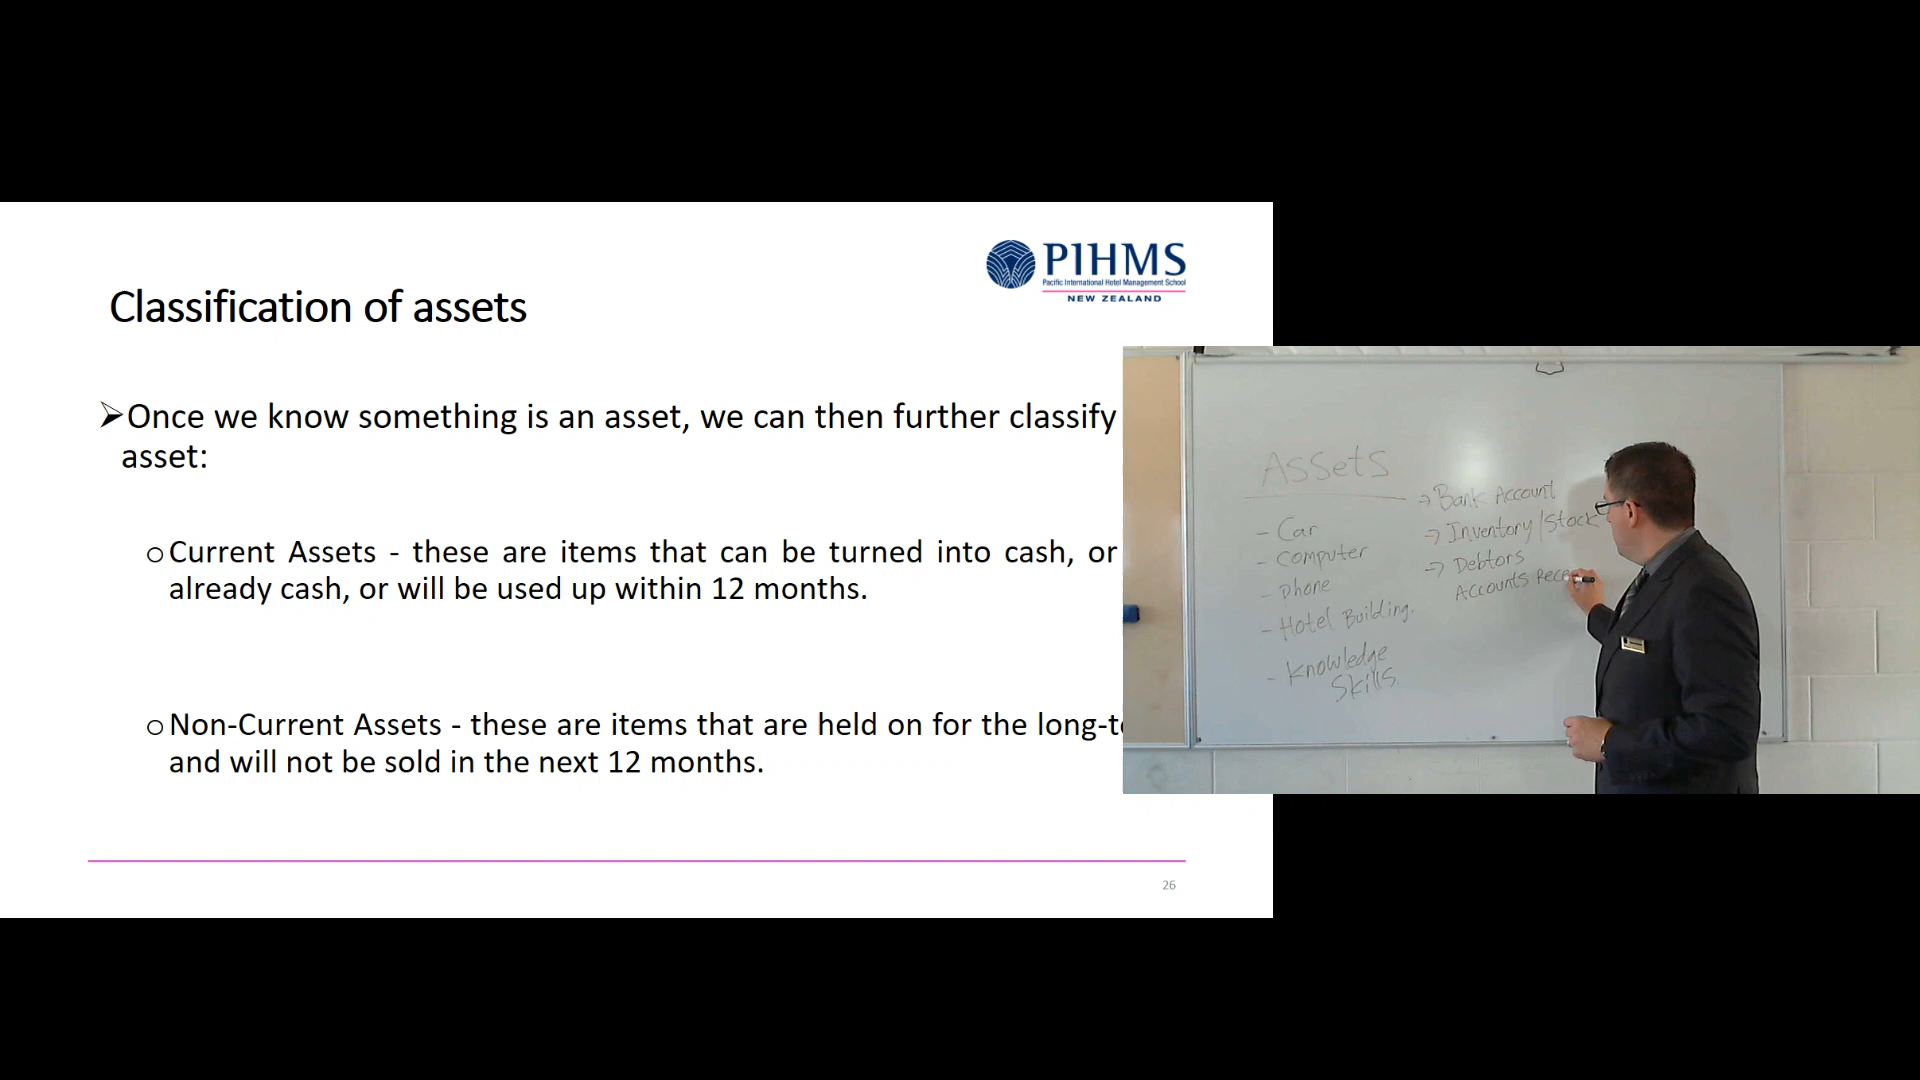 PIHMS
Pacific International Hotel Management School
NEW ZEALAND
Classification of assets
Once we know something is an asset, we can then further classify
asset:
Current Assets - these are items that can be turned into cash, or
already cash, or will be used up within 12 months.
Non-Current Assets - these are items that are held on for the long-t
and will not be sold in the next 12 months.
26
Assets
- Car
- Computer
- Phone
- Hotel Building.
- Knowledge
Skills.
→ Bank Account
→ Inventory/Stock
→ Debtors
Accounts Rece